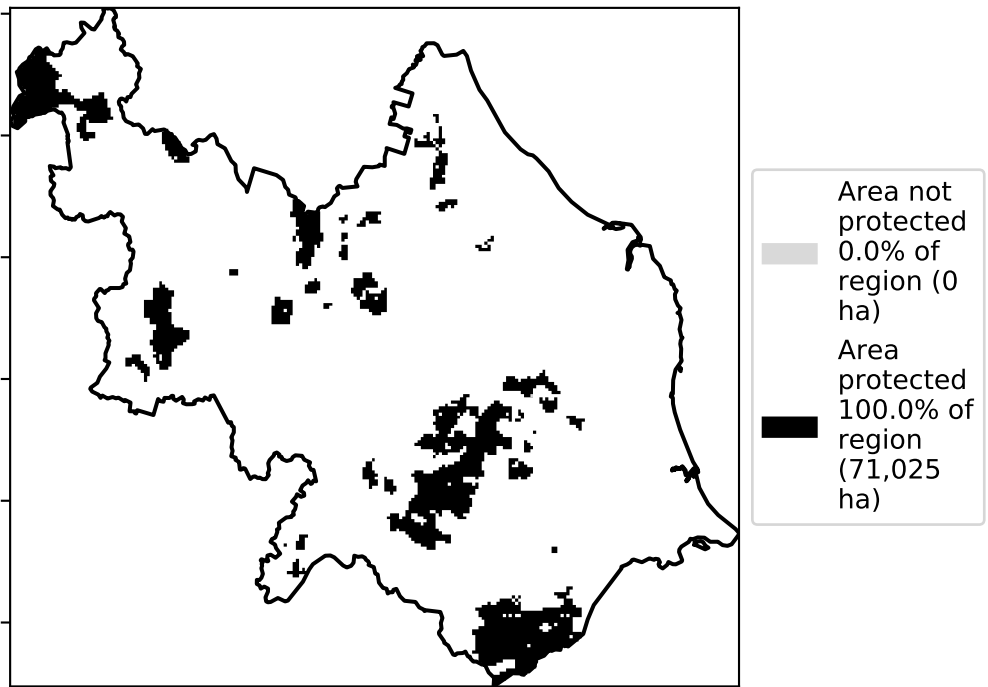 Area not
protected
0.0% of
region (0
ha)
Area
protected
100.0% of
region
(71,025
ha)